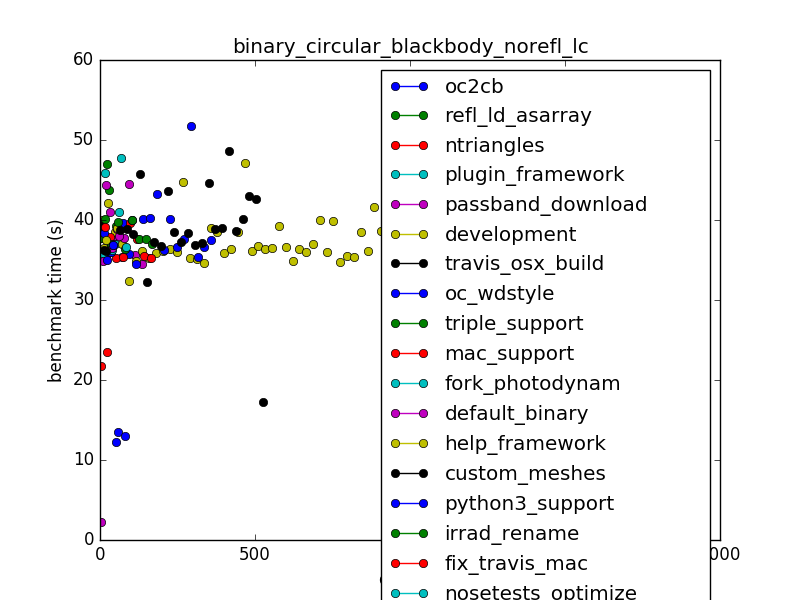 binary_circular_blackbody_norefl_lc
60
50
40
30
20
10
0
benchmark time (s)
0
500
000
oc2cb
refl_ld_asarray
ntriangles
plugin_framework
passband_download
development
travis_osx_build
oc_wdstyle
triple_support
mac_support
fork_photodynam
default_binary
help_framework
custom_meshes
python3_support
irrad_rename
fix_travis_mac
nosetests_optimize